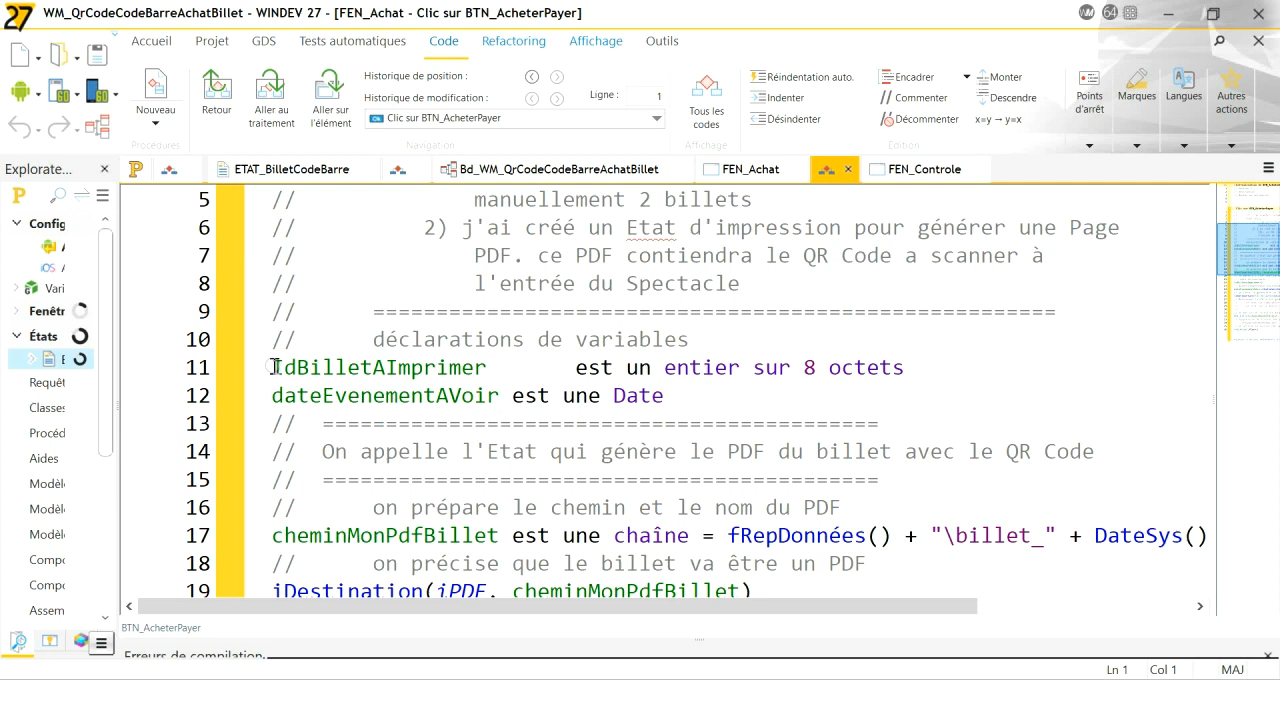 27 WM_QrCodeCodeBarreAchatBillet - WINDEV 27 - [FEN_Achat - Clic sur BTN_AcheterPayer]
Accueil Projet GDS Tests automatiques Code Refactoring Affichage Outils
Nouveau
Procédures
Retour
Aller au traitement
Aller sur l'élément
Historique de position :
Historique de modification :
Ligne : 1
Clic sur BTN_AcheterPayer
Navigation
Tous les codes
Affichage
Réindentation auto.
Indenter
Désindenter
Encadrer
Commenter
Décommenter
Monter
Descendre
x=y → y=x
Edition
Points d'arrêt
Marques
Langues
Autres actions
Explorate...
ETAT_BilletCodeBarre
Bd_WM_QrCodeCodeBarreAchatBillet
FEN_Achat
FEN_Controle
Config
iOS
Vari
Fenêtr
États
Requêt
Classes
Procéd
Aides
Modèl
Modèl
Modèl
Compo
Compo
Assem
5 // manuellement 2 billets
6 // 2) j'ai créé un Etat d'impression pour générer une Page
7 // PDF. ce PDF contiendra le QR Code a scanner à
8 // l'entrée du Spectacle
9 // ======================================================
10 // déclarations de variables
11 IdBilletAImprimer est un entier sur 8 octets
12 dateEvenementAVoir est une Date
13 // ============================================
14 // On appelle l'Etat qui génère le PDF du billet avec le QR Code
15 // ============================================
16 // on prépare le chemin et le nom du PDF
17 cheminMonPdfBillet est une chaîne = fRepDonnées() + "\billet_" + DateSys()
18 // on précise que le billet va être un PDF
19 iDestination(iPDF, cheminMonPdfBillet)
BTN_AcheterPayer
Erreurs de compilation
Ln 1 Col 1 MAJ